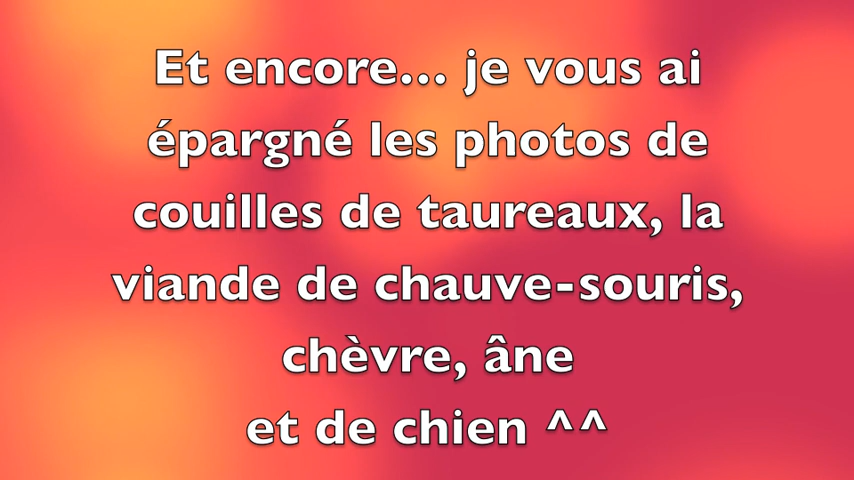 Et encore... je vous ai
épargné les photos de
couilles de taureaux, la
viande de chauve-souris,
chèvre, âne
et de chien ^^